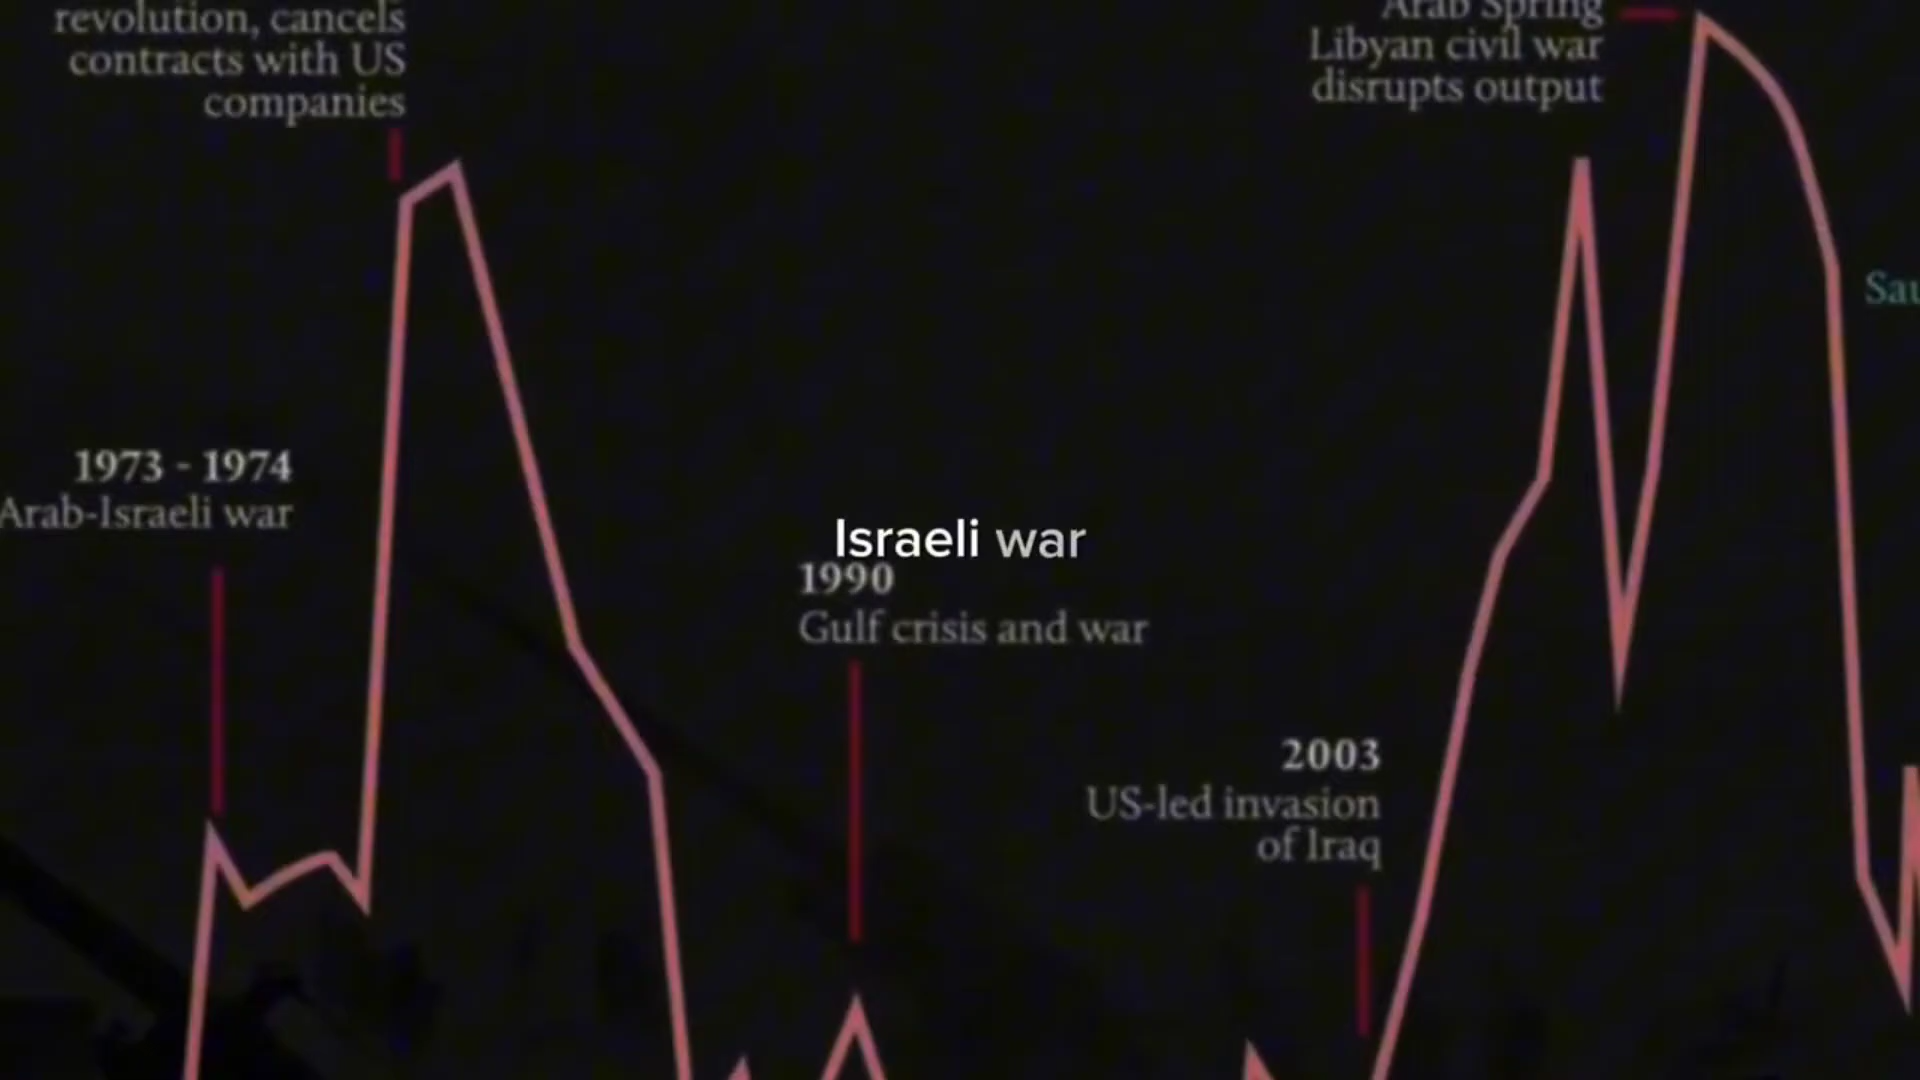 revolution, cancels
contracts with US
companies
Arab Spring
Libyan civil war
disrupts output
Sau
1973 - 1974
Arab-Israeli war
Israeli war
1990
Gulf crisis and war
2003
US-led invasion
of Iraq